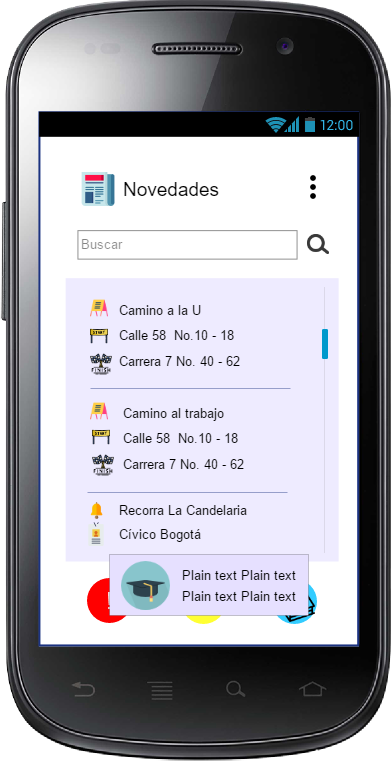 12:00
Novedades
Buscar
Camino a la U
START
Calle 58 No.10 - 18
FINISH
Carrera 7 No. 40 - 62
Camino al trabajo
START
Calle 58 No.10 - 18
FINISH
Carrera 7 No. 40 - 62
Recorra La Candelaria
Cívico Bogotá
Plain text Plain text
Plain text Plain text